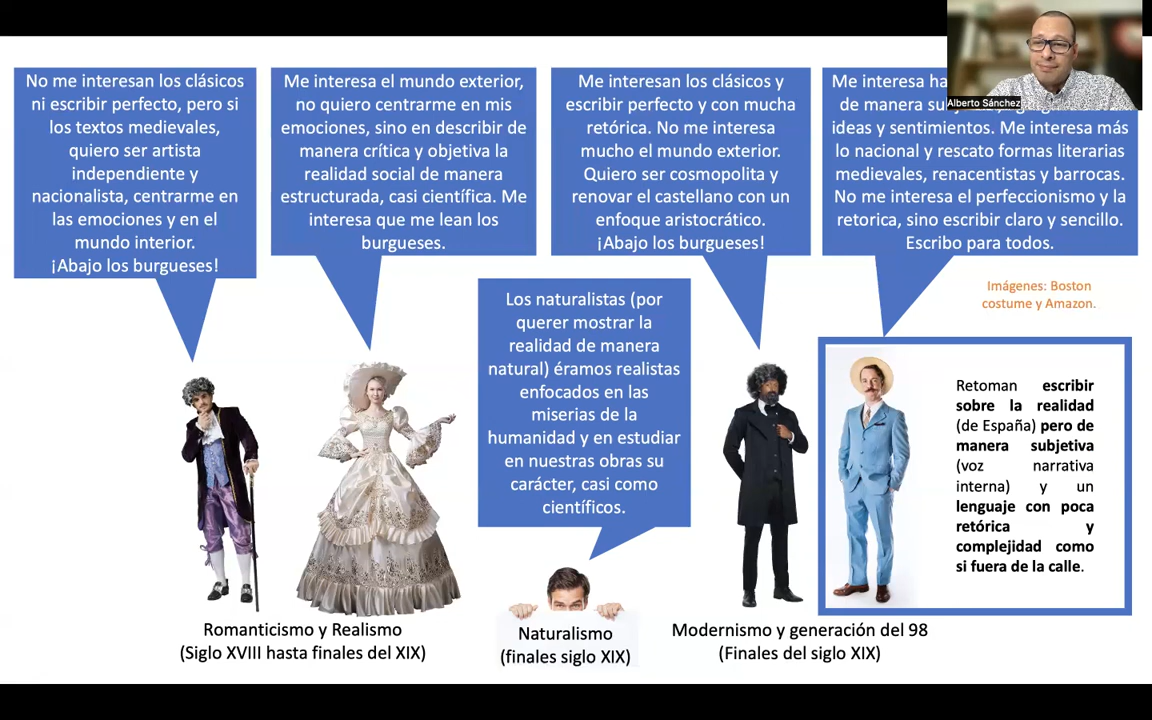 No me interesan los clásicos
ni escribir perfecto, pero si
los textos medievales,
quiero ser artista
independiente y
nacionalista, centrarme en
las emociones y en el
mundo interior.
¡Abajo los burgueses!
Me interesa el mundo exterior,
no quiero centrarme en mis
emociones, sino en describir de
manera crítica y objetiva la
realidad social de manera
estructurada, casi científica. Me
interesa que me lean los
burgueses.
Me interesan los clásicos y
escribir perfecto y con mucha
retórica. No me interesa
mucho el mundo exterior.
Quiero ser cosmopolita y
renovar el castellano con un
enfoque aristocrático.
¡Abajo los burgueses!
Me interesa
de manera
ideas y sentimientos. Me interesa más
lo nacional y rescato formas literarias
medievales, renacentistas y barrocas.
No me interesa el perfeccionismo y la
retorica, sino escribir claro y sencillo.
Escribo para todos.
Alberto Sánchez
Imágenes: Boston
costume y Amazon.
Los naturalistas (por
querer mostrar la
realidad de manera
natural) éramos realistas
enfocados en las
miserias de la
humanidad y en estudiar
en nuestras obras su
carácter, casi como
científicos.
Retoman escribir
sobre la realidad
(de España) pero de
manera subjetiva
(voz narrativa
interna) y un
lenguaje con poca
retórica y
complejidad como
si fuera de la calle.
Romanticismo y Realismo
(Siglo XVIII hasta finales del XIX)
Naturalismo
(finales siglo XIX)
Modernismo y generación del 98
(Finales del siglo XIX)